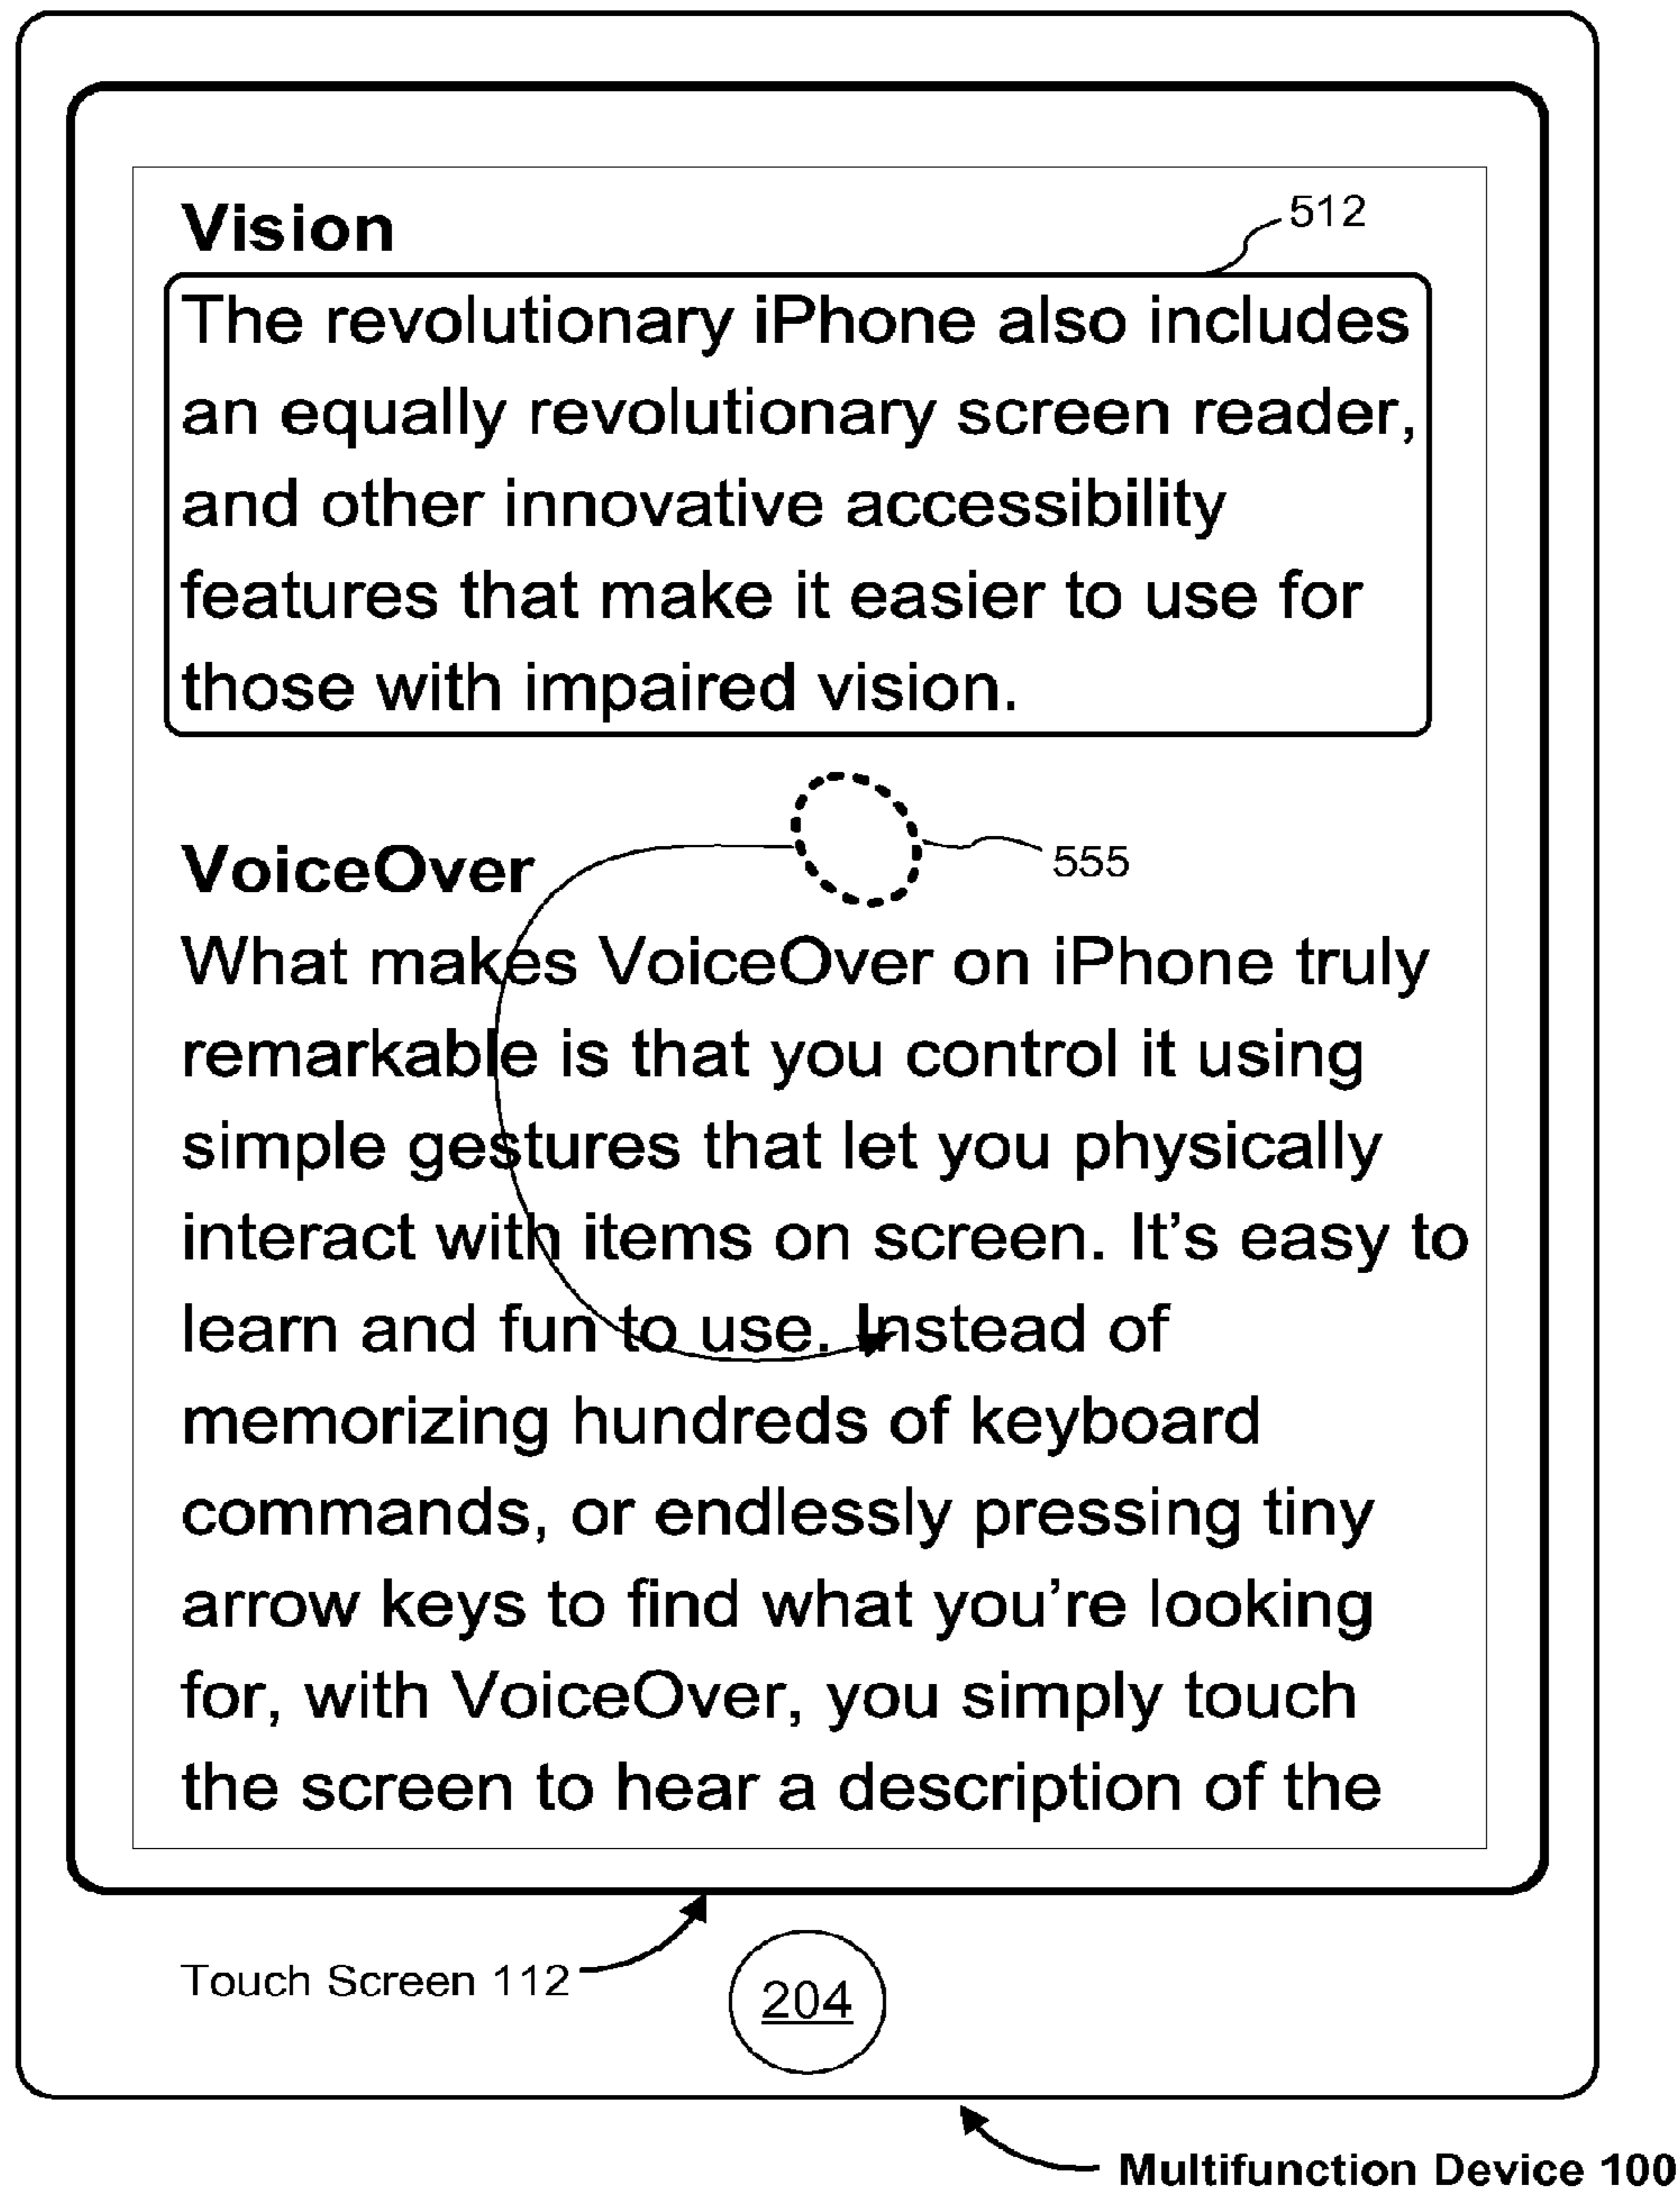 Vision
512
The revolutionary iPhone also includes
an equally revolutionary screen reader,
and other innovative accessibility
features that make it easier to use for
those with impaired vision.
555
VoiceOver
What makes VoiceOver on iPhone truly
remarkable is that you control it using
simple gestures that let you physically
interact with items on screen. It’s easy to
learn and fun to use. Instead of
memorizing hundreds of keyboard
commands, or endlessly pressing tiny
arrow keys to find what you’re looking
for, with VoiceOver, you simply touch
the screen to hear a description of the
Touch Screen 112
204
Multifunction Device 100